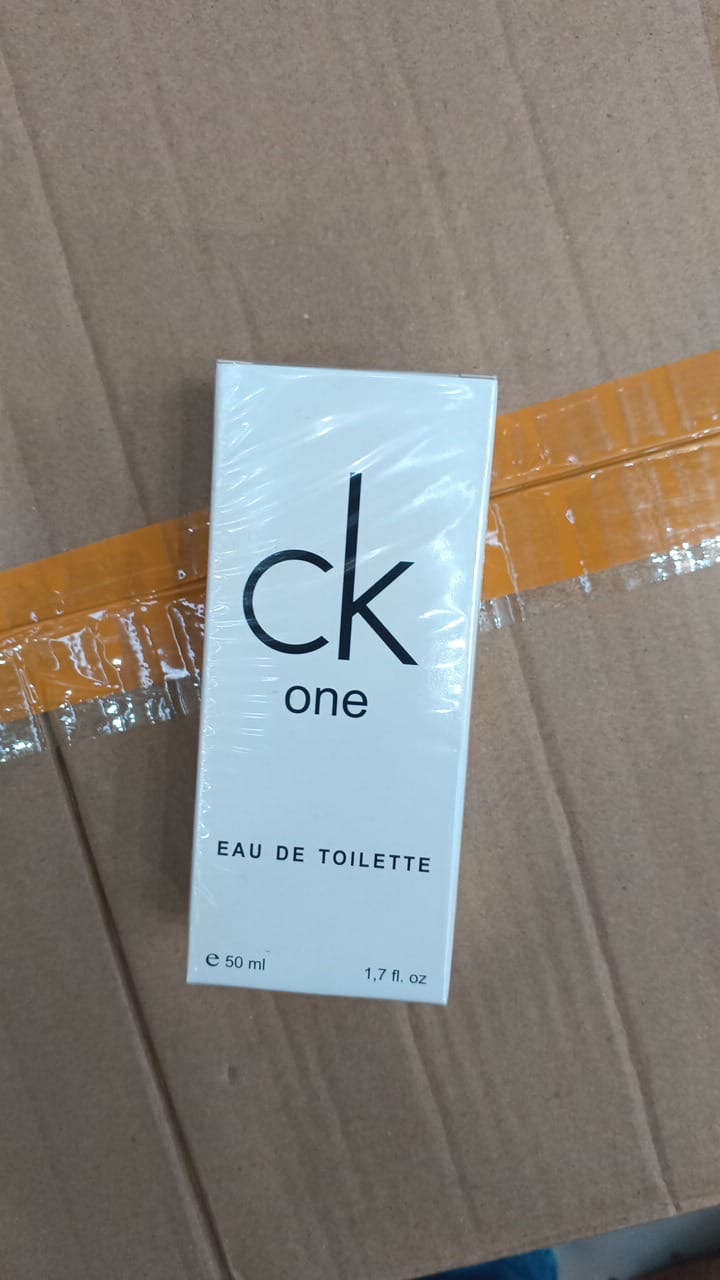 ck
one
EAU DE TOILETTE
e 50 ml 1,7 fl. oz